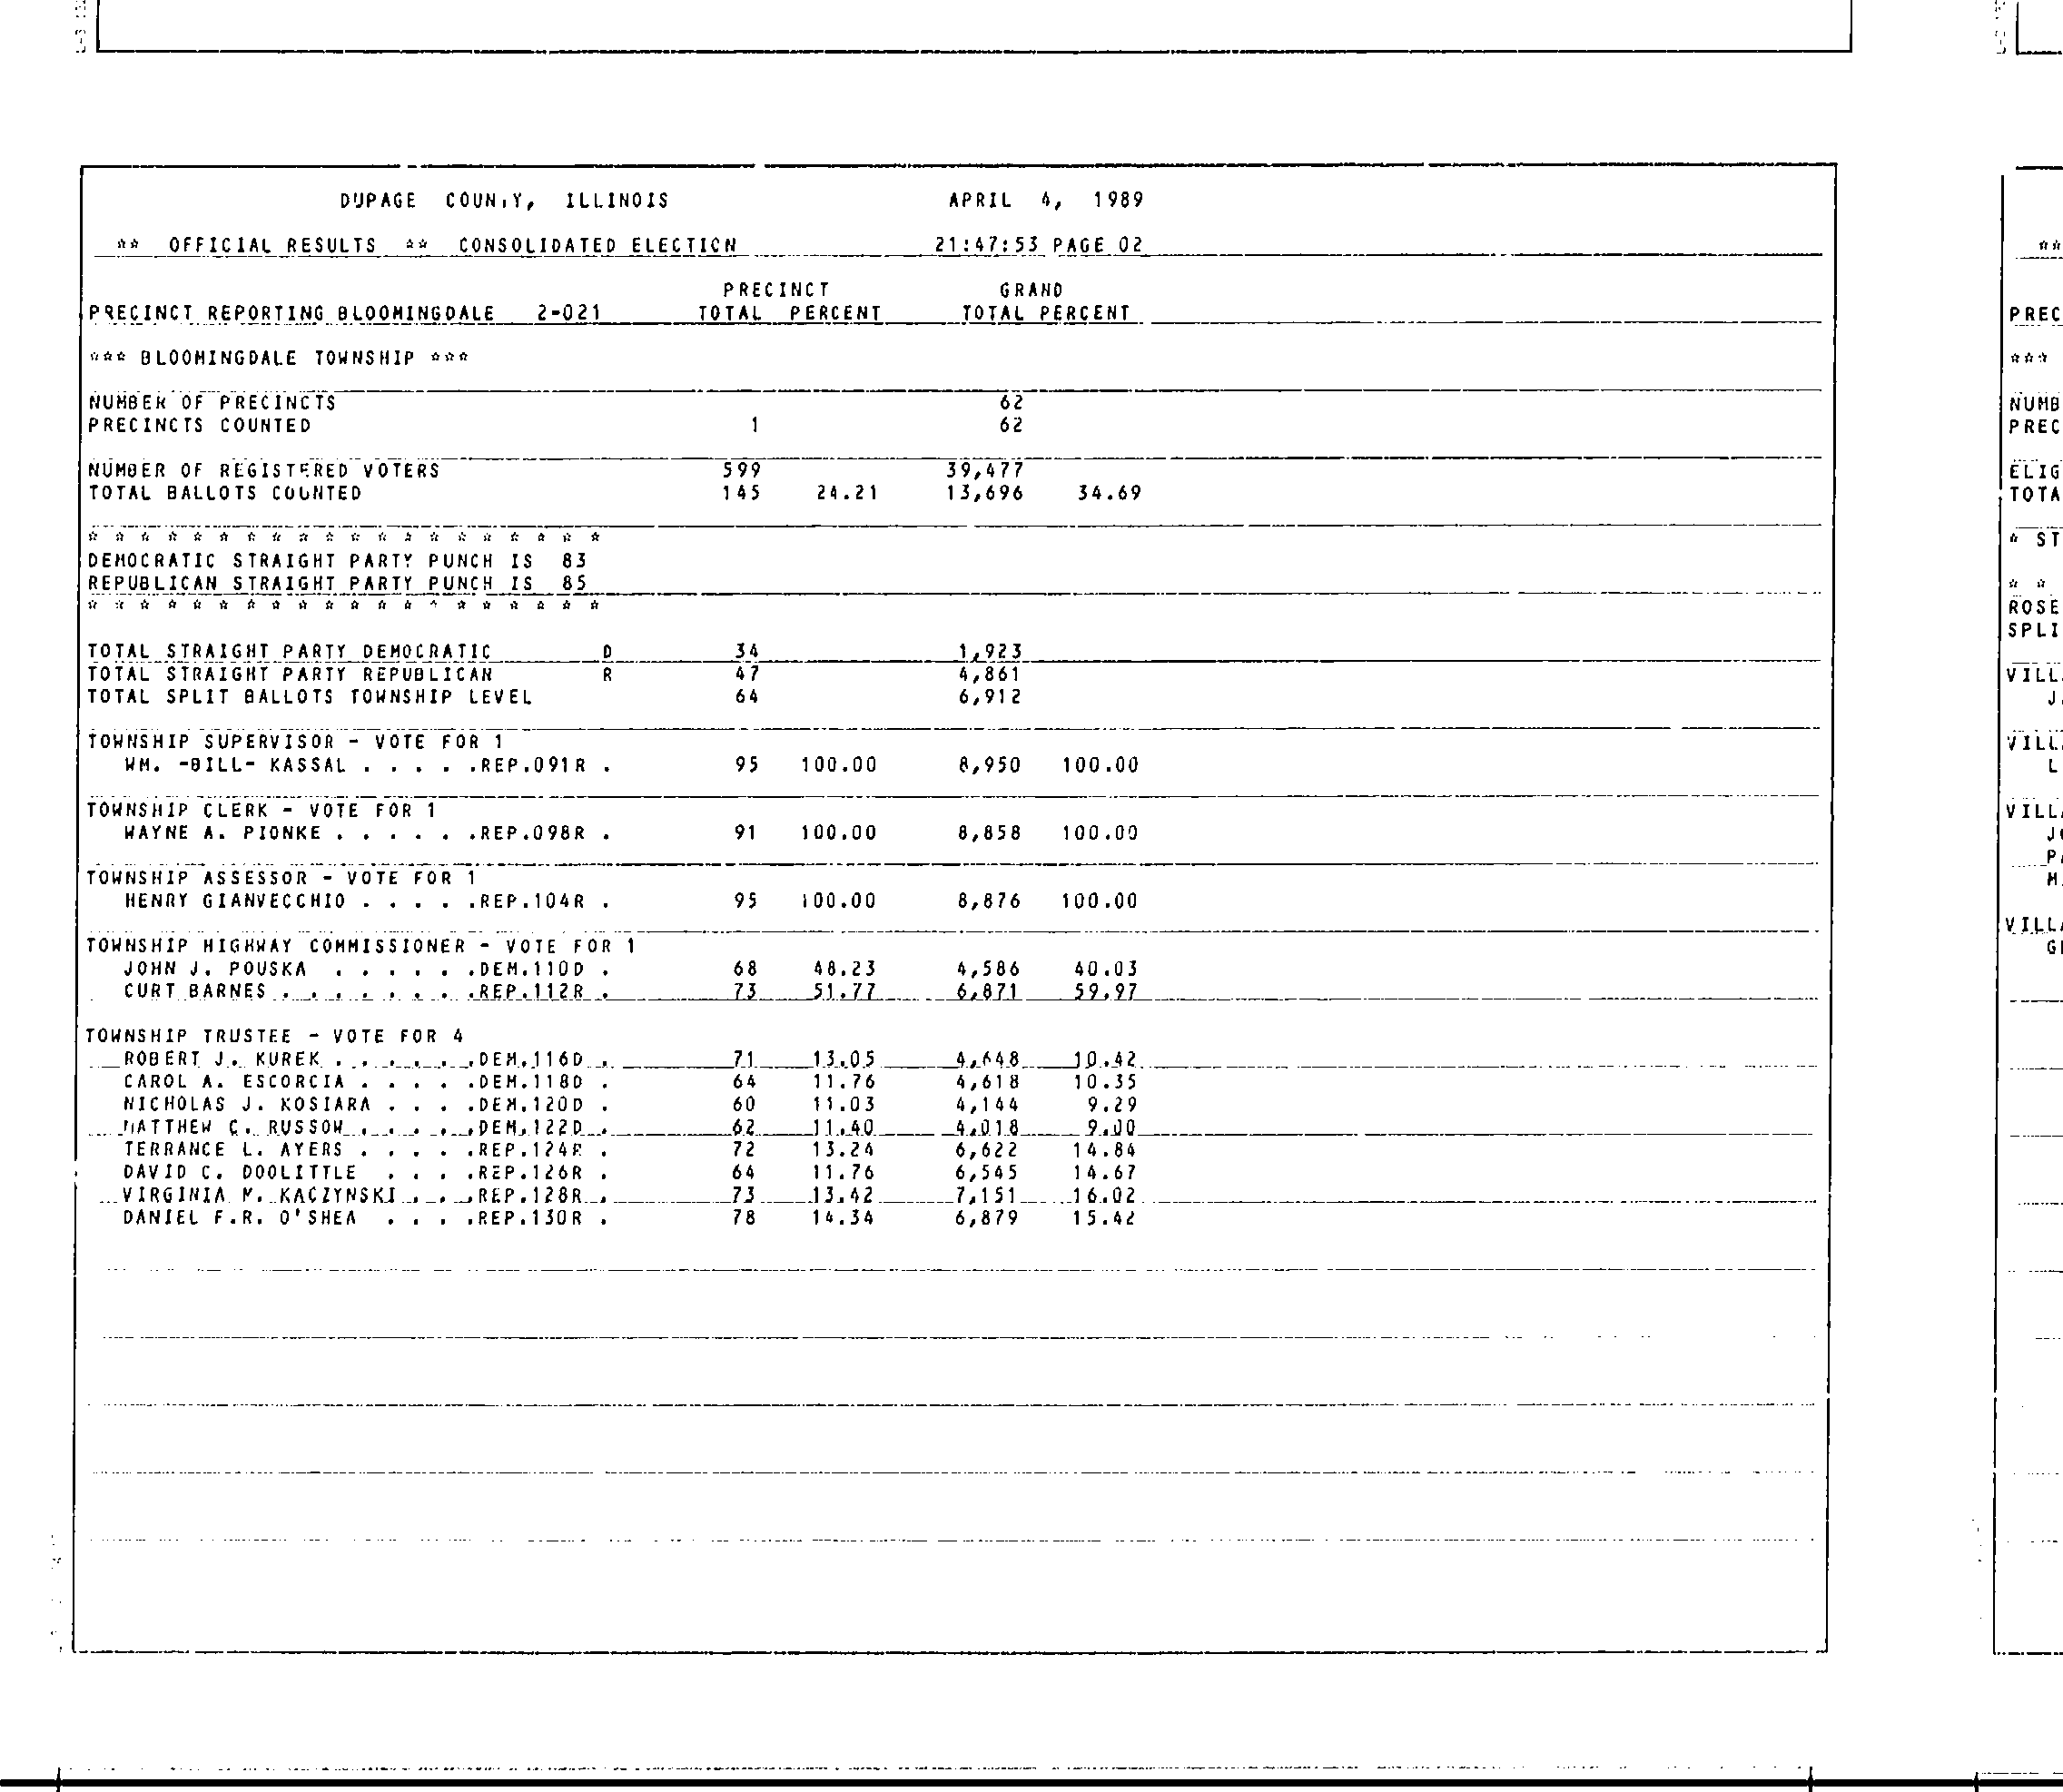 DUPAGE COUNTY, ILLINOIS APRIL 4, 1989
** OFFICIAL RESULTS ** CONSOLIDATED ELECTION 21:47:53 PAGE 02
PRECINCT GRAND
PRECINCT REPORTING BLOOMINGDALE 2-021 TOTAL PERCENT TOTAL PERCENT
*** BLOOMINGDALE TOWNSHIP ***
NUMBER OF PRECINCTS 62
PRECINCTS COUNTED 1 62
NUMBER OF REGISTERED VOTERS 599 39,477
TOTAL BALLOTS COUNTED 145 24.21 13,696 34.69
* * * * * * * * * * * * * * * * * * * *
DEMOCRATIC STRAIGHT PARTY PUNCH IS 83
REPUBLICAN STRAIGHT PARTY PUNCH IS 85
* * * * * * * * * * * * * * * * * * * *
TOTAL STRAIGHT PARTY DEMOCRATIC D 34 1,923
TOTAL STRAIGHT PARTY REPUBLICAN R 47 4,861
TOTAL SPLIT BALLOTS TOWNSHIP LEVEL 64 6,912
TOWNSHIP SUPERVISOR - VOTE FOR 1
WM. -BILL- KASSAL . . . . .REP.091R . 95 100.00 8,950 100.00
TOWNSHIP CLERK - VOTE FOR 1
WAYNE A. PIONKE . . . . . .REP.098R . 91 100.00 8,858 100.00
TOWNSHIP ASSESSOR - VOTE FOR 1
HENRY GIANVECCHIO . . . . .REP.104R . 95 100.00 8,876 100.00
TOWNSHIP HIGHWAY COMMISSIONER - VOTE FOR 1
JOHN J. POUSKA . . . . . .DEM.110D . 68 48.23 4,586 40.03
CURT BARNES . . . . . . . .REP.112R . 73 51.77 6,871 59.97
TOWNSHIP TRUSTEE - VOTE FOR 4
ROBERT J. KUREK . . . . . .DEM.116D . 71 13.05 4,648 10.42
CAROL A. ESCORCIA . . . . .DEM.118D . 64 11.76 4,618 10.35
NICHOLAS J. KOSIARA . . . .DEM.120D . 60 11.03 4,144 9.29
MATTHEW C. RUSSOW . . . . .DEM.122D . 62 11.40 4,018 9.00
TERRANCE L. AYERS . . . . .REP.124R . 72 13.24 6,622 14.84
DAVID C. DOOLITTLE . . . .REP.126R . 64 11.76 6,545 14.67
VIRGINIA M. KACZYNSKI . . .REP.128R . 73 13.42 7,151 16.02
DANIEL F.R. O'SHEA . . . .REP.130R . 78 14.34 6,879 15.42
**
PREC
***
NUMB
PREC
ELIG
TOTA
* ST
* *
ROSE
SPLI
VILL
J.
VILL
L
VILLA
JO
PA
M.
VILLA
GE